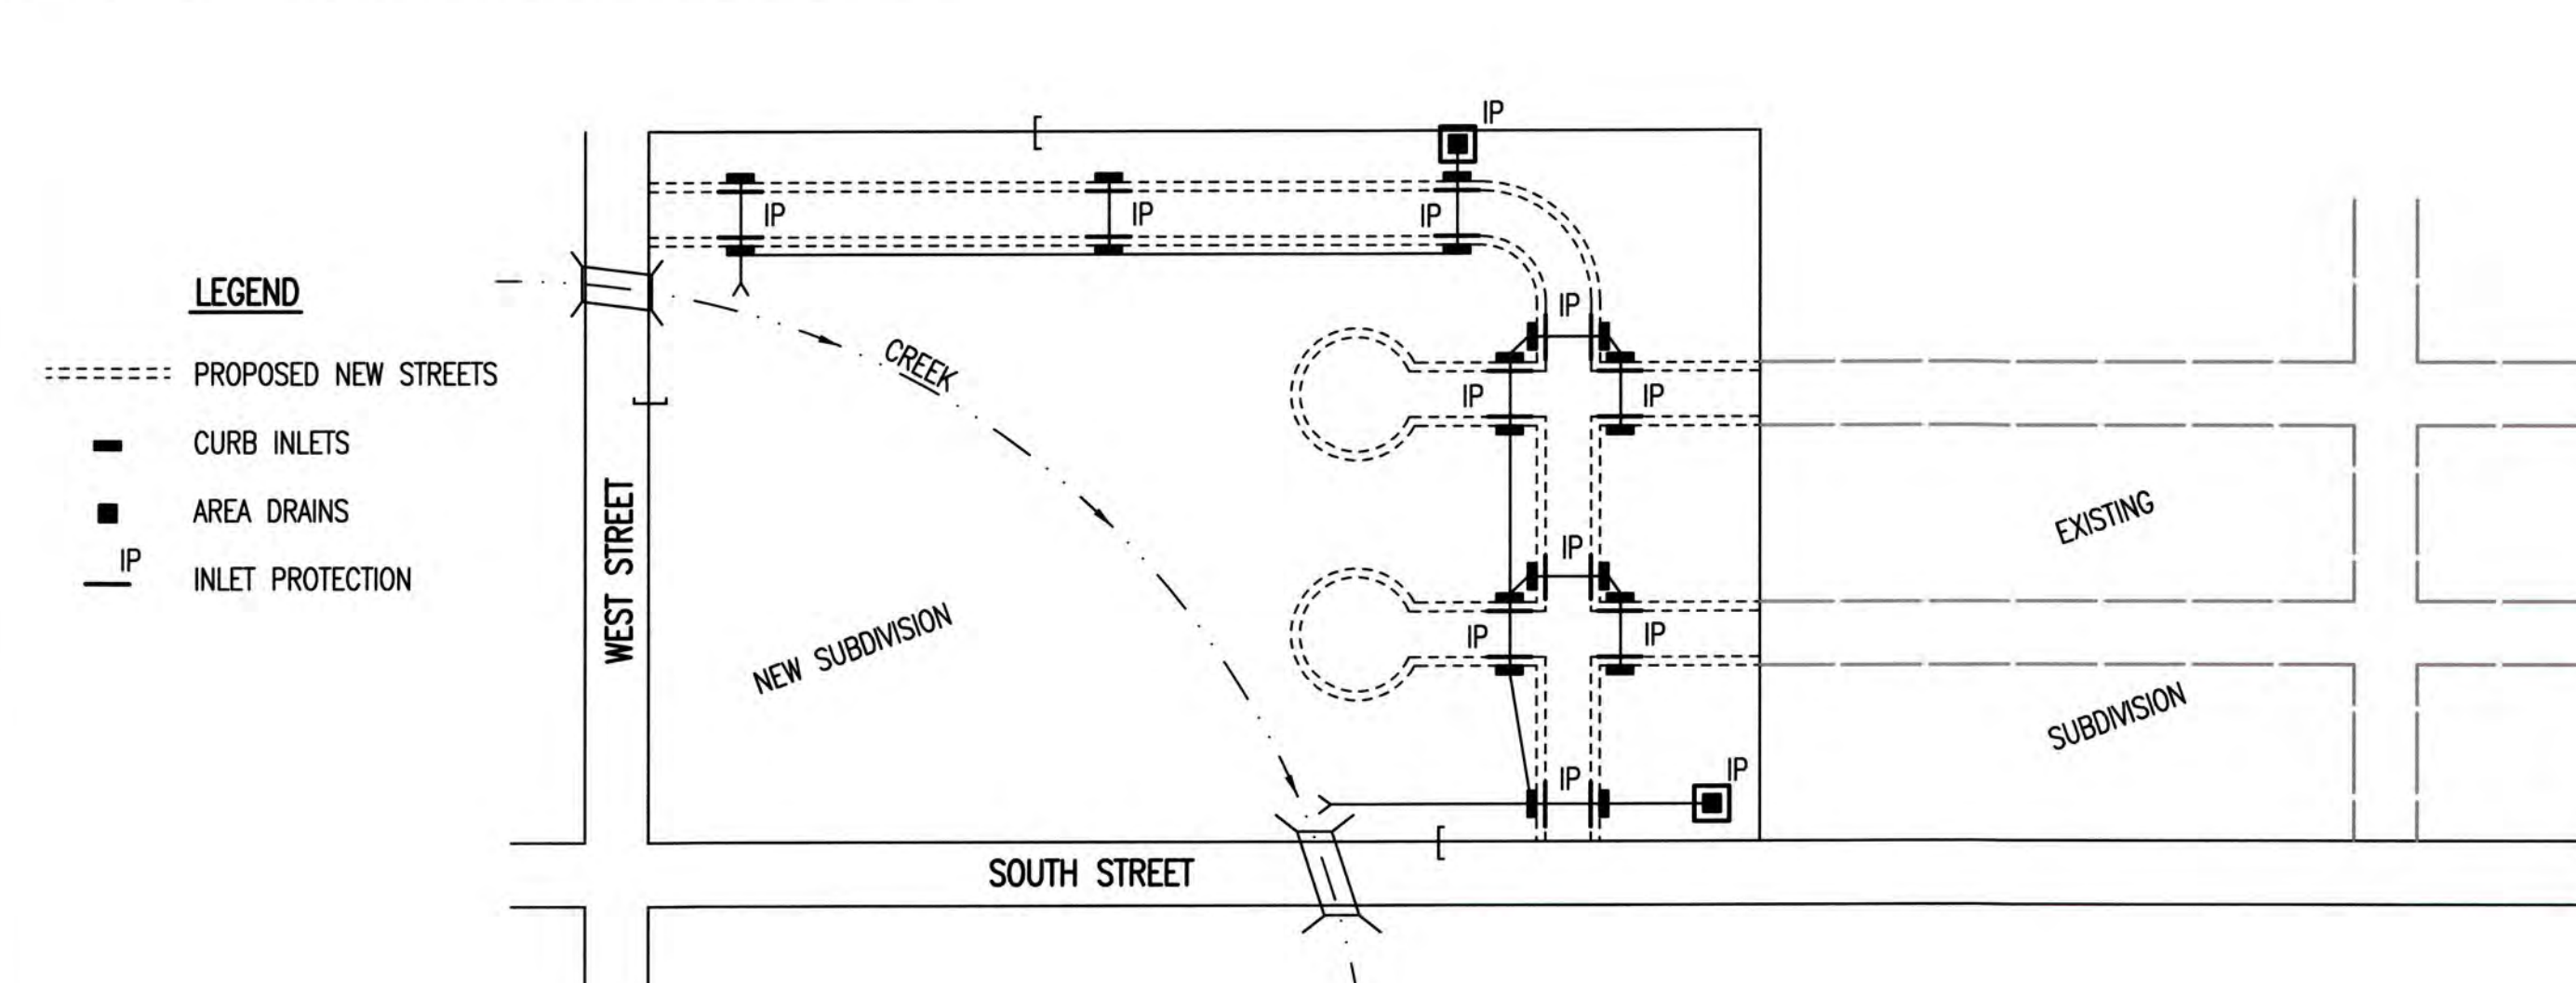 IP
IP
IP
IP
LEGEND
PROPOSED NEW STREETS
CURB INLETS
AREA DRAINS
IP
INLET PROTECTION
IP
CREEK
IP
IP
WEST STREET
EXISTING
IP
NEW SUBDIVISION
IP
IP
SUBDIVISION
IP
IP
SOUTH STREET